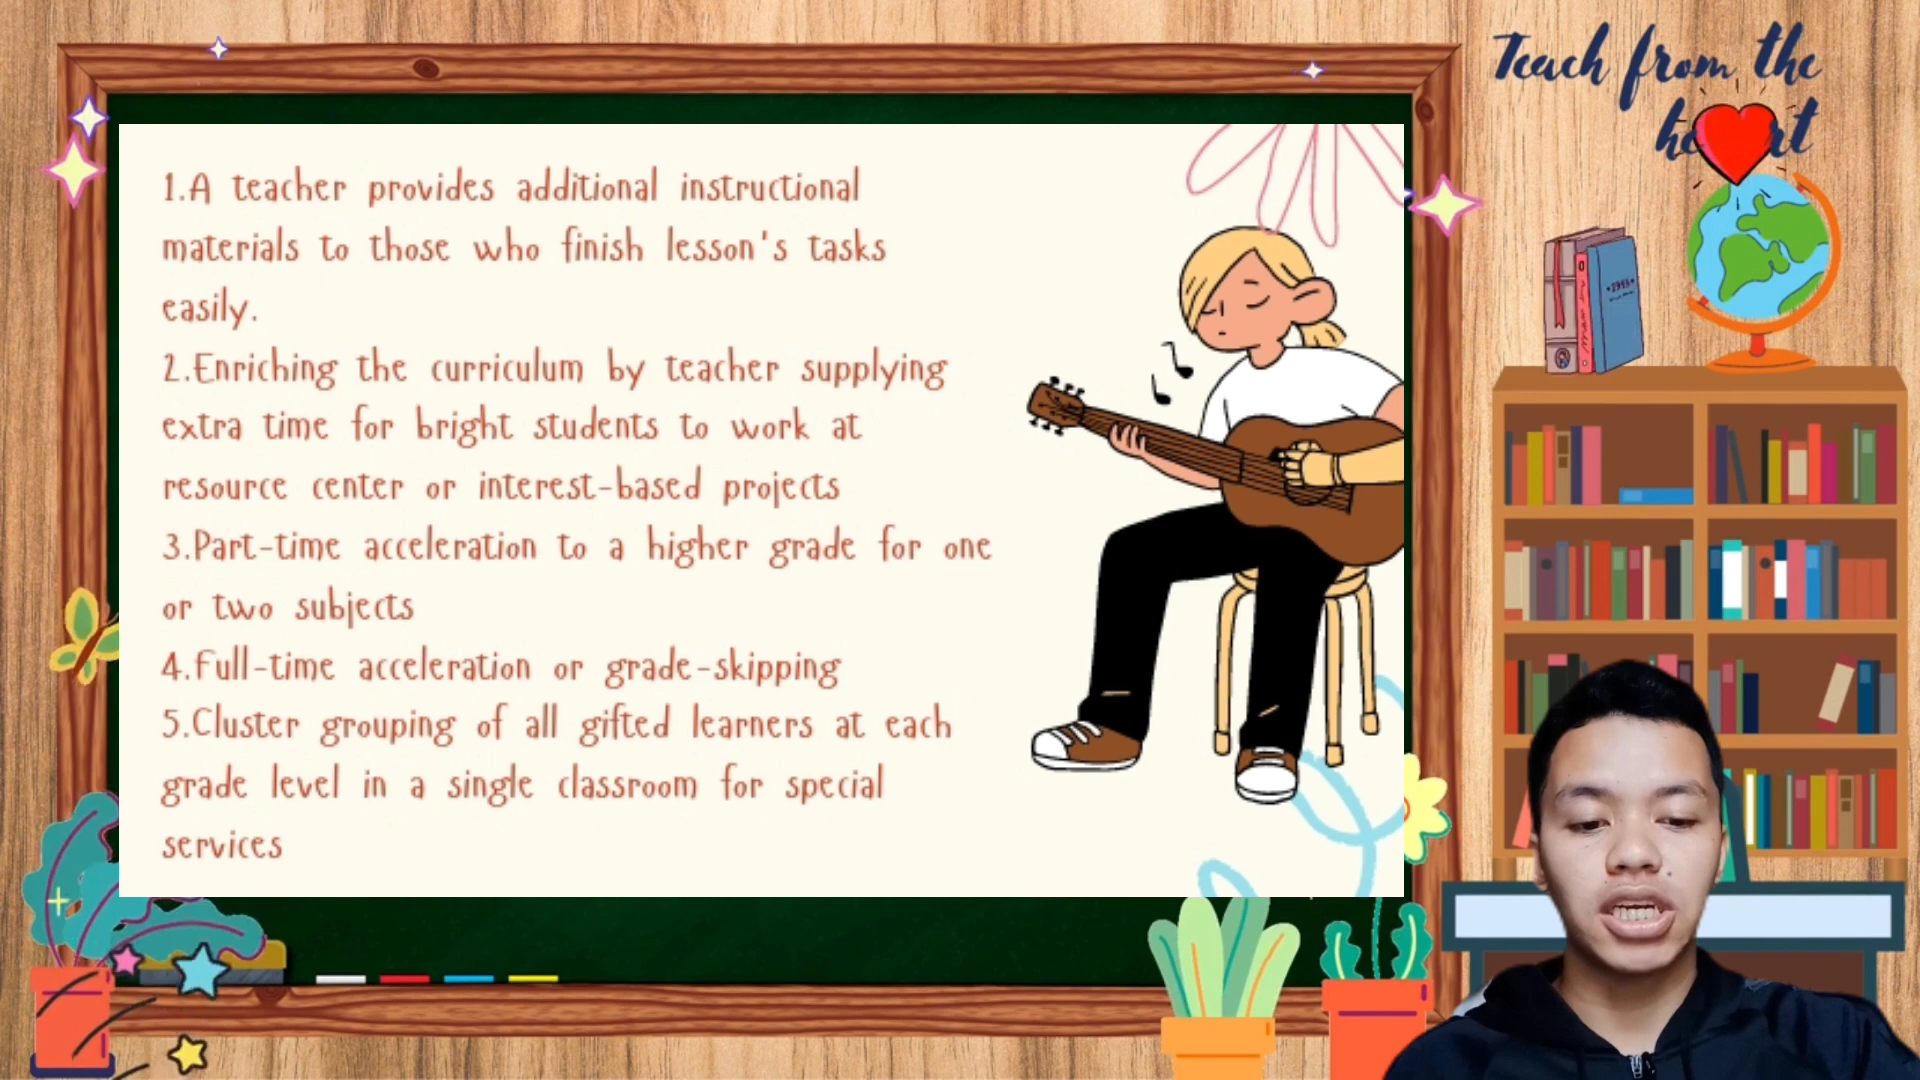 Teach from the
he rt
1.A teacher provides additional instructional
materials to those who finish lesson's tasks
easily.
2.Enriching the curriculum by teacher supplying
extra time for bright students to work at
resource center or interest-based projects
3.Part-time acceleration to a higher grade for one
or two subjects
4.Full-time acceleration or grade-skipping
5.Cluster grouping of all gifted learners at each
grade level in a single classroom for special
services